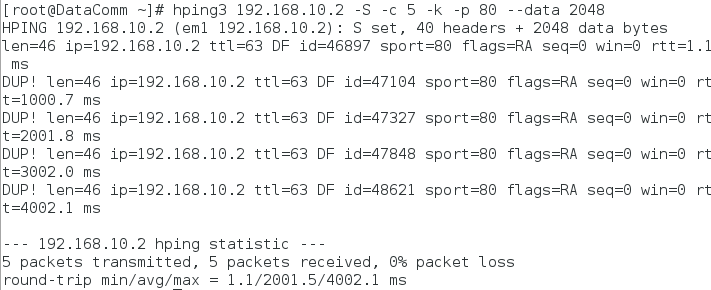 [root@DataComm ~]# hping3 192.168.10.2 -S -c 5 -k -p 80 --data 2048
HPING 192.168.10.2 (em1 192.168.10.2): S set, 40 headers + 2048 data bytes
len=46 ip=192.168.10.2 ttl=63 DF id=46897 sport=80 flags=RA seq=0 win=0 rtt=1.1
 ms
DUP! len=46 ip=192.168.10.2 ttl=63 DF id=47104 sport=80 flags=RA seq=0 win=0 rt
t=1000.7 ms
DUP! len=46 ip=192.168.10.2 ttl=63 DF id=47327 sport=80 flags=RA seq=0 win=0 rt
t=2001.8 ms
DUP! len=46 ip=192.168.10.2 ttl=63 DF id=47848 sport=80 flags=RA seq=0 win=0 rt
t=3002.0 ms
DUP! len=46 ip=192.168.10.2 ttl=63 DF id=48621 sport=80 flags=RA seq=0 win=0 rt
t=4002.1 ms

--- 192.168.10.2 hping statistic ---
5 packets transmitted, 5 packets received, 0% packet loss
round-trip min/avg/max = 1.1/2001.5/4002.1 ms